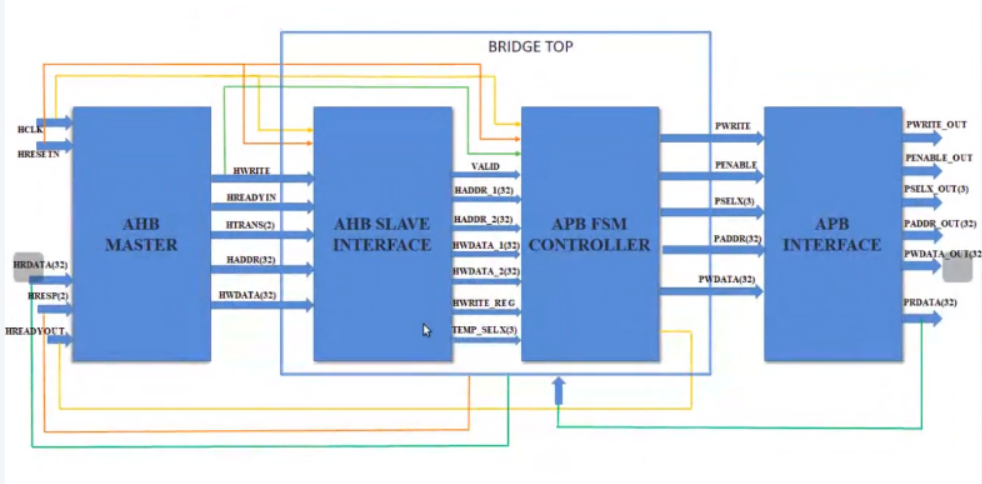 BRIDGE TOP
HCLK
HRESETN
HRDATA(32)
HRESP(2)
HREADYOUT
AHB
MASTER
HWRITE
HREADYIN
HTRANS(2)
HADDR(32)
HWDATA(32)
AHB SLAVE
INTERFACE
VALID
HADDR_1(32)
HADDR_2(32)
HWDATA_1(32)
HWDATA_2(32)
HWRITE_REG
TEMP_SELX(3)
APB FSM
CONTROLLER
PWRITE
PENABLE
PSELX(3)
PADDR(32)
PWDATA(32)
APB
INTERFACE
PWRITE_OUT
PENABLE_OUT
PSELX_OUT(3)
PADDR_OUT(32)
PWDATA_OUT(32
PRDATA(32)